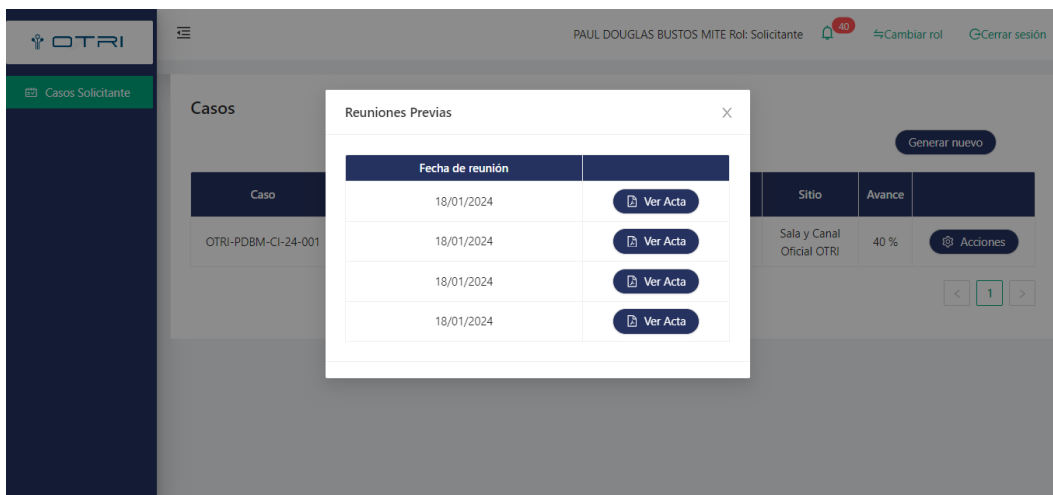 OTRI
PAUL DOUGLAS BUSTOS MITE Rol: Solicitante
40
Cambiar rol
Cerrar sesión
Casos Solicitante
Casos
Reuniones Previas
Generar nuevo
Fecha de reunión
18/01/2024 Ver Acta
18/01/2024 Ver Acta
18/01/2024 Ver Acta
18/01/2024 Ver Acta
Caso Sitio Avance
OTRI-PDBM-CI-24-001 Sala y Canal 40 % Acciones
Oficial OTRI
< 1 >